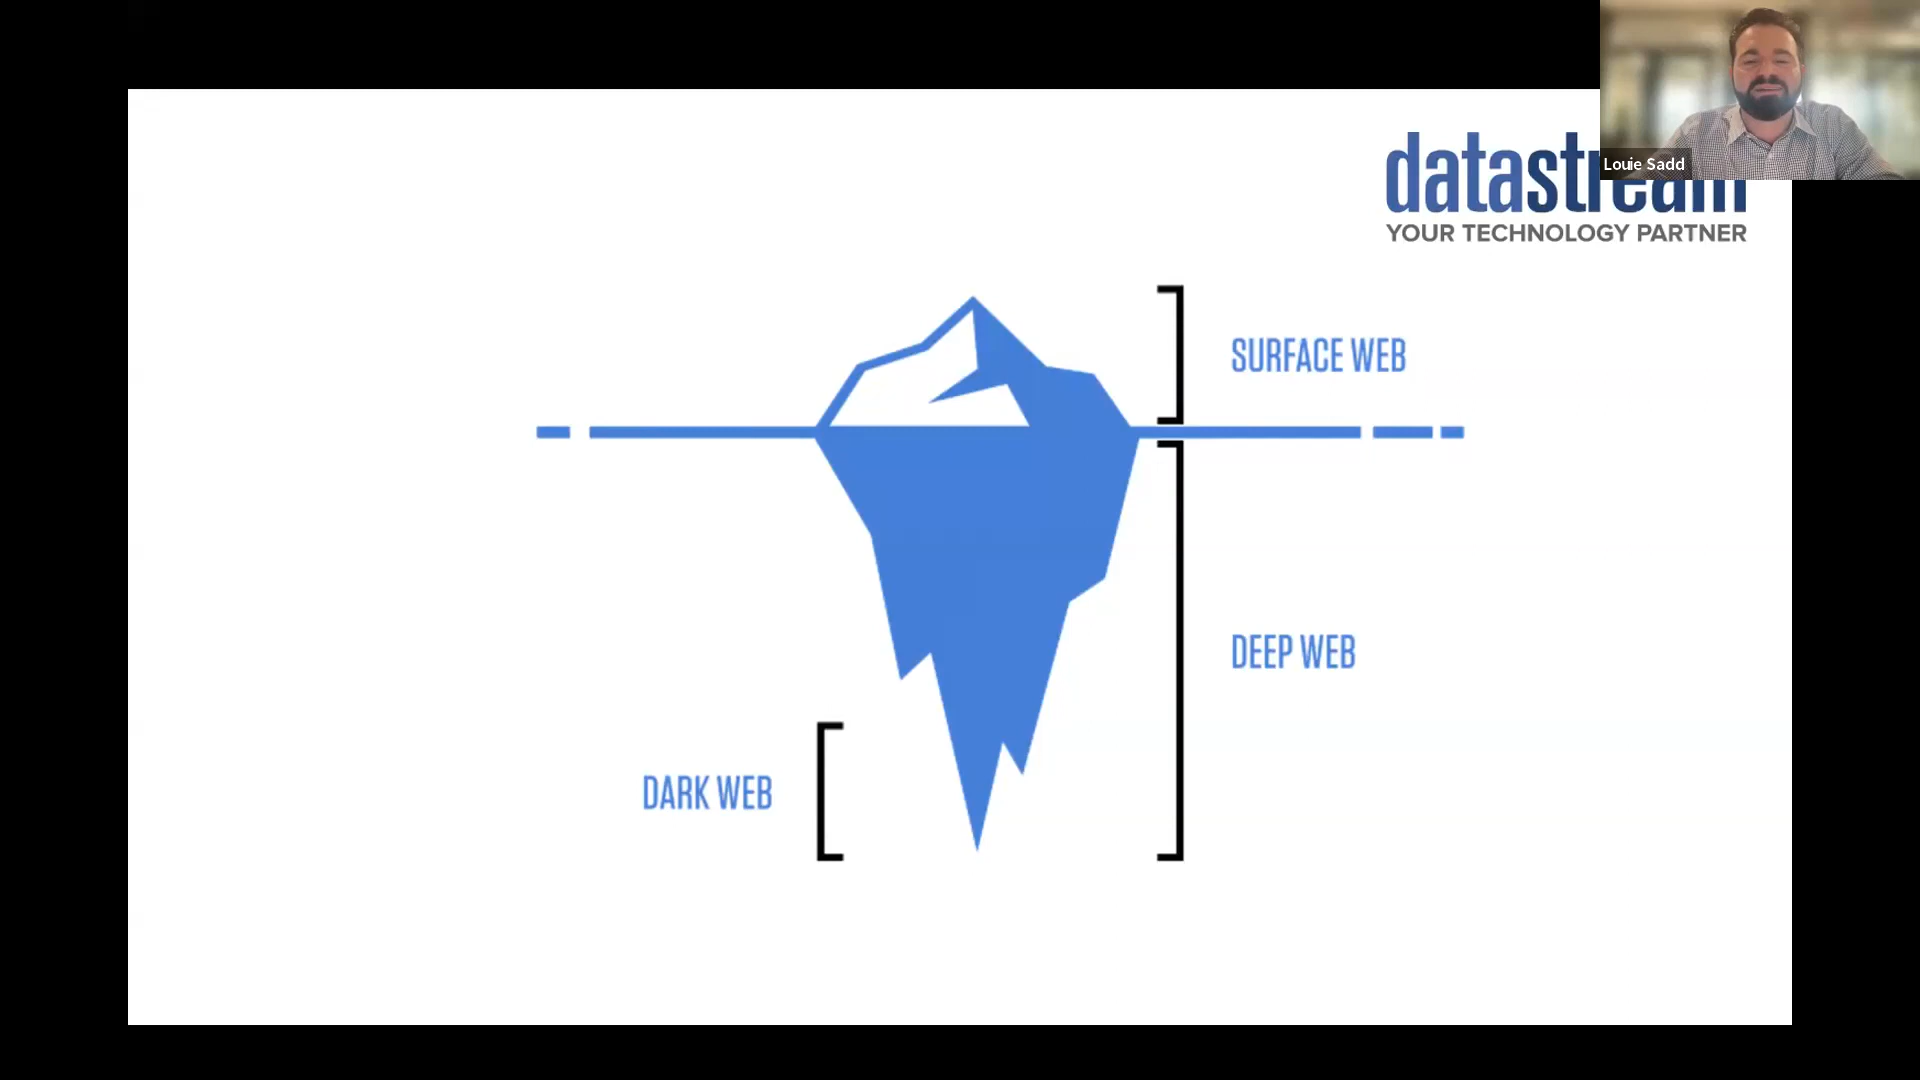 Louie Sadd
datastream
YOUR TECHNOLOGY PARTNER
SURFACE WEB
DEEP WEB
DARK WEB